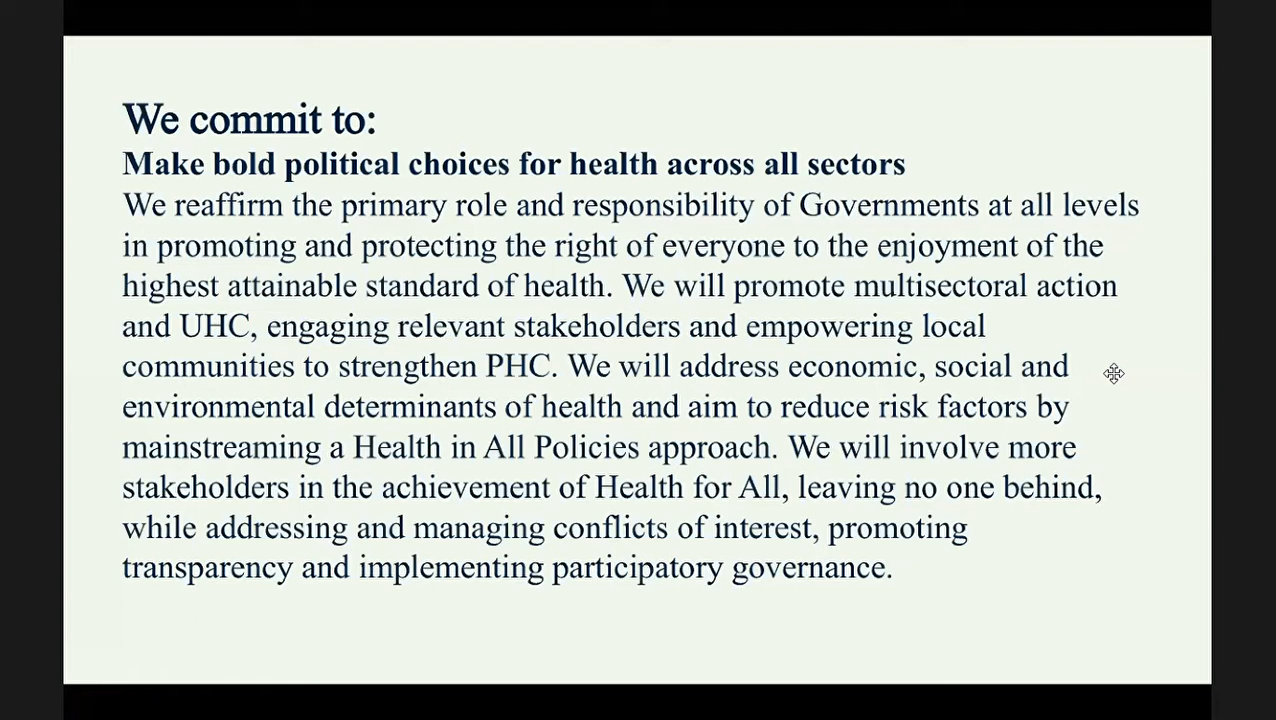 We commit to:
Make bold political choices for health across all sectors
We reaffirm the primary role and responsibility of Governments at all levels
in promoting and protecting the right of everyone to the enjoyment of the
highest attainable standard of health. We will promote multisectoral action
and UHC, engaging relevant stakeholders and empowering local
communities to strengthen PHC. We will address economic, social and
environmental determinants of health and aim to reduce risk factors by
mainstreaming a Health in All Policies approach. We will involve more
stakeholders in the achievement of Health for All, leaving no one behind,
while addressing and managing conflicts of interest, promoting
transparency and implementing participatory governance.